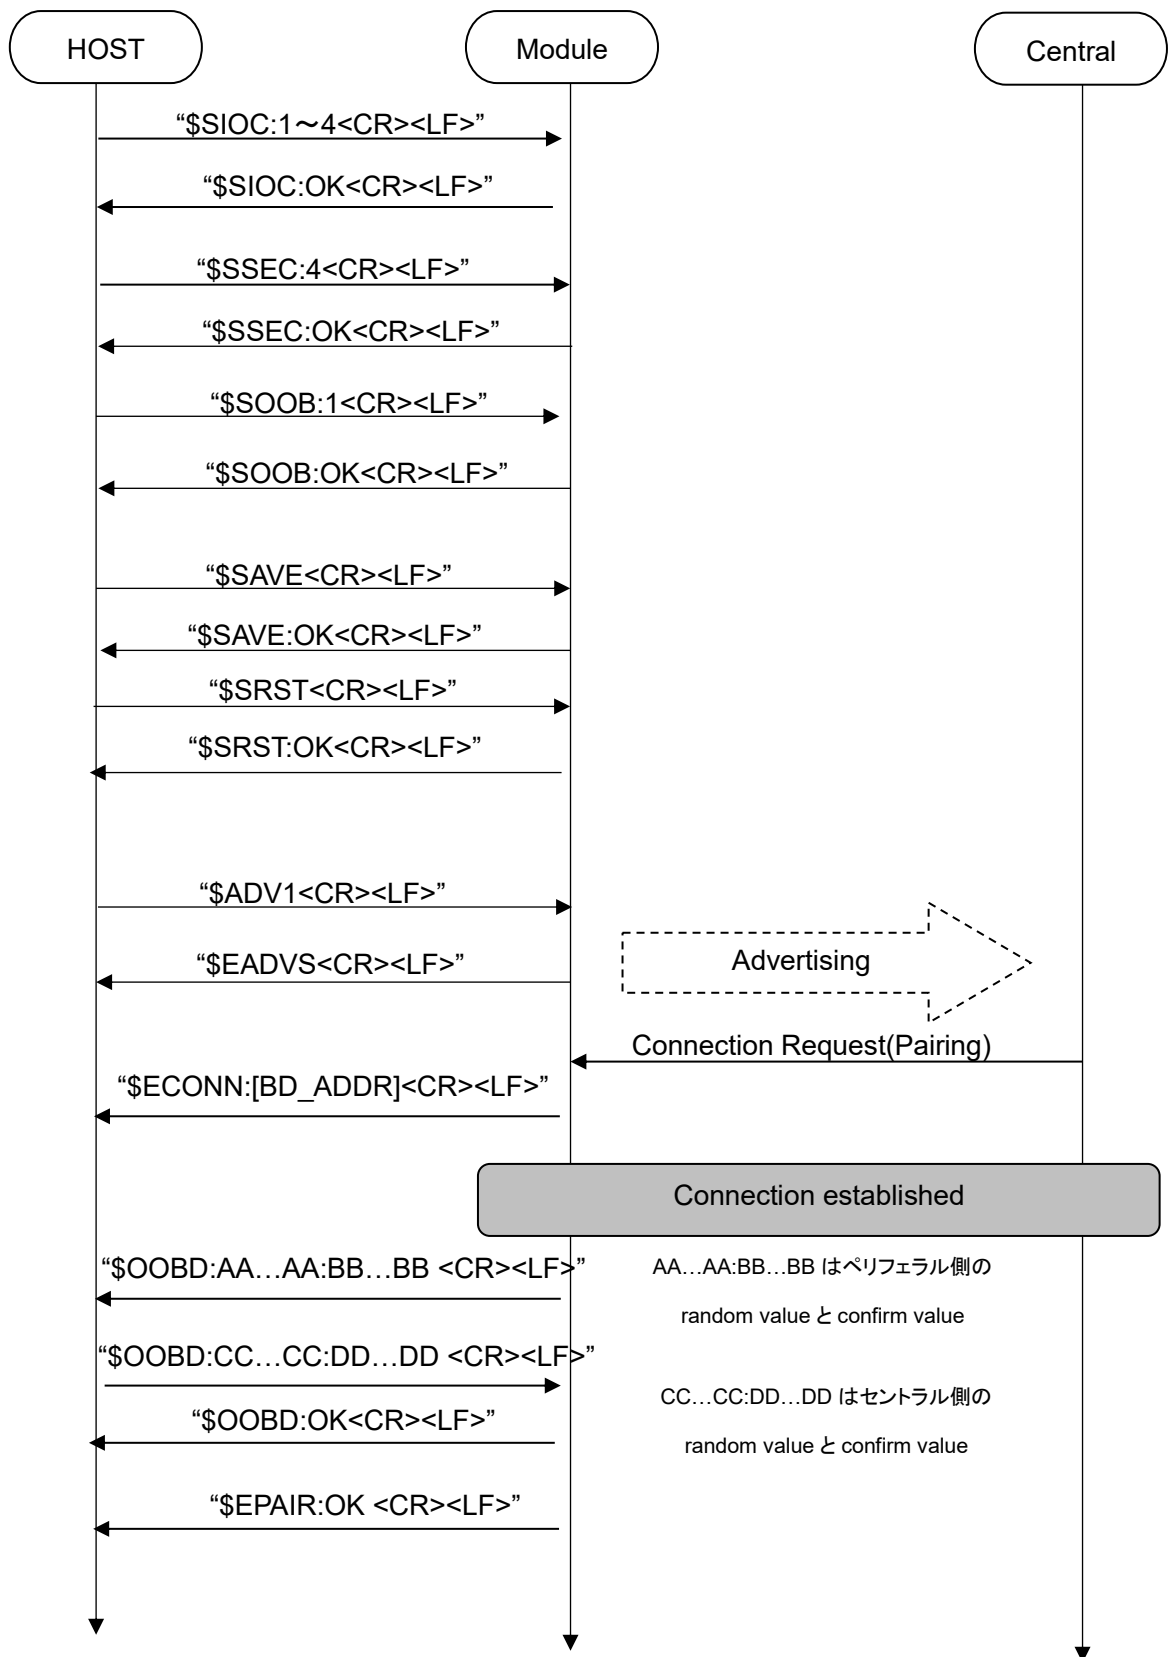 HOST
Module
Central
“$SIOC:1～4<CR><LF>”
“$SIOC:OK<CR><LF>”
“$SSEC:4<CR><LF>”
“$SSEC:OK<CR><LF>”
“$SOOB:1<CR><LF>”
“$SOOB:OK<CR><LF>”
“$SAVE<CR><LF>”
“$SAVE:OK<CR><LF>”
“$SRST<CR><LF>”
“$SRST:OK<CR><LF>”
“$ADV1<CR><LF>”
“$EADVS<CR><LF>”
Advertising
Connection Request(Pairing)
“$ECONN:[BD_ADDR]<CR><LF>”
Connection established
“$OOBD:AA…AA:BB…BB <CR><LF>”
AA…AA:BB…BB はペリフェラル側の
random value と confirm value
“$OOBD:CC…CC:DD…DD <CR><LF>”
CC…CC:DD…DD はセントラル側の
random value と confirm value
“$OOBD:OK<CR><LF>”
“$EPAIR:OK <CR><LF>”